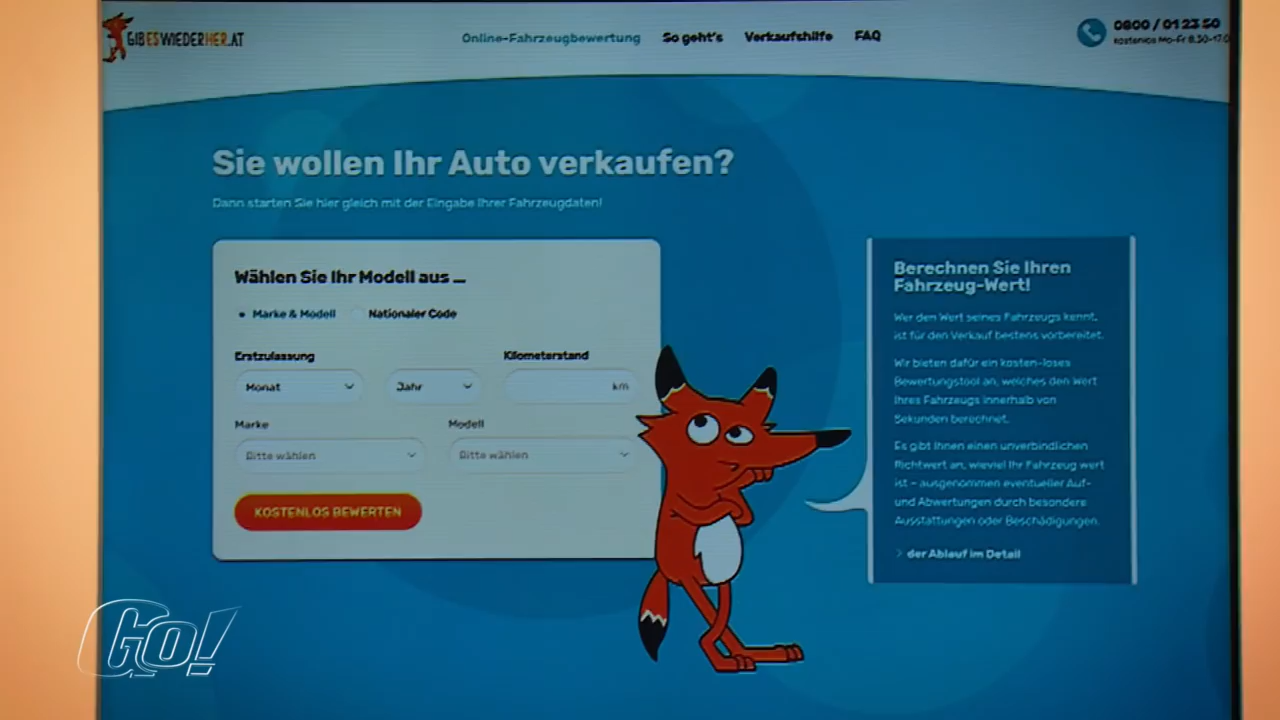 GIBESWIEDERHER.AT
Online-Fahrzeugbewertung So geht's Verkaufshilfe FAQ
0800 / 01 23 50
kostenlos Mo-Fr
Sie wollen Ihr Auto verkaufen?
Dann starten Sie hier gleich mit der Eingabe Ihrer Fahrzeugdaten!
Wählen Sie Ihr Modell aus ...
Marke & Modell Nationaler Code
Erstzulassung Kilometerstand
Monat Jahr km
Marke Modell
Bitte wählen Bitte wählen
KOSTENLOS BEWERTEN
Berechnen Sie Ihren
Fahrzeug-Wert!
Wer den Wert seines Fahrzeugs kennt,
ist für den Verkauf bestens vorbereitet.
Wir bieten dafür ein kosten-loses
Bewertungstool an, welches den Wert
Ihres Fahrzeugs innerhalb von
Sekunden berechnet.
Es gibt Ihnen einen unverbindlichen
Richtwert an, wieviel Ihr Fahrzeug wert
ist – ausgenommen eventueller Auf-
und Abwertungen durch besondere
Ausstattungen oder Beschädigungen.
> der Ablauf im Detail
GO!